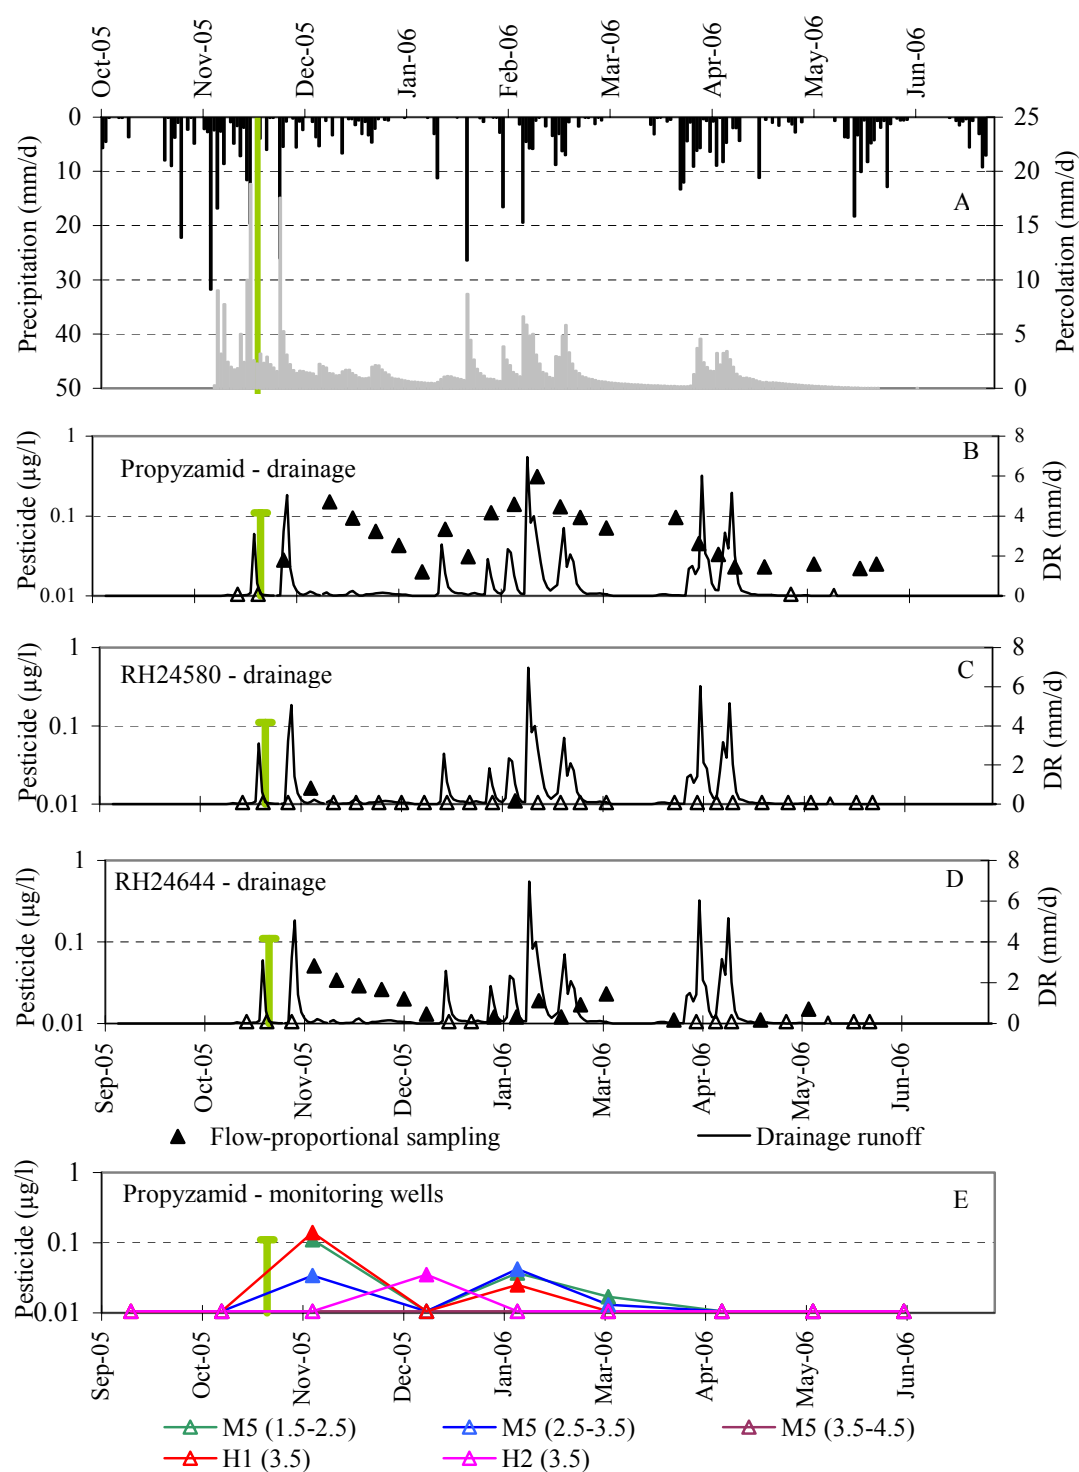 Oct-05 Nov-05 Dec-05 Jan-06 Feb-06 Mar-06 Apr-06 May-06 Jun-06
Precipitation (mm/d)
0
10
20
30
40
50
A
25
20
15
10
5
0
Percolation (mm/d)
Pesticide (µg/l)
1
0.1
0.01
Propyzamid - drainage
B
8
6
4
2
0
DR (mm/d)
Pesticide (µg/l)
1
0.1
0.01
RH24580 - drainage
C
8
6
4
2
0
DR (mm/d)
Pesticide (µg/l)
1
0.1
0.01
RH24644 - drainage
D
8
6
4
2
0
DR (mm/d)
Sep-05 Oct-05 Nov-05 Dec-05 Jan-06 Mar-06 Apr-06 May-06 Jun-06
Flow-proportional sampling Drainage runoff
Pesticide (µg/l)
1
0.1
0.01
Propyzamid - monitoring wells
E
Sep-05 Oct-05 Nov-05 Dec-05 Jan-06 Mar-06 Apr-06 May-06 Jun-06
M5 (1.5-2.5) M5 (2.5-3.5) M5 (3.5-4.5)
H1 (3.5) H2 (3.5)